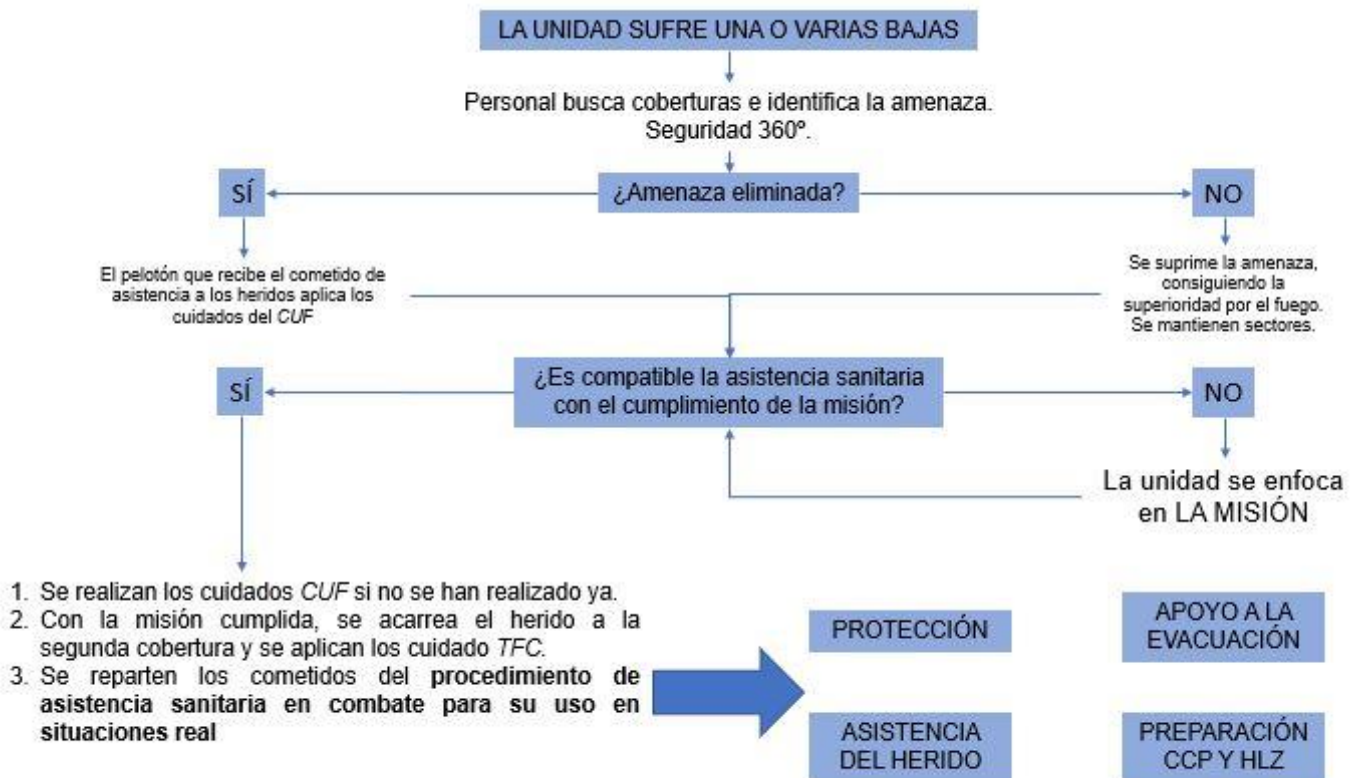 LA UNIDAD SUFRE UNA O VARIAS BAJAS
Personal busca coberturas e identifica la amenaza.
Seguridad 360º.
¿Amenaza eliminada?
SÍ
NO
El pelotón que recibe el cometido de
asistencia a los heridos aplica los
cuidados del CUF
Se suprime la amenaza,
consiguiendo la
superioridad por el fuego.
Se mantienen sectores.
¿Es compatible la asistencia sanitaria
con el cumplimiento de la misión?
SÍ
NO
La unidad se enfoca
en LA MISIÓN
1. Se realizan los cuidados CUF si no se han realizado ya.
2. Con la misión cumplida, se acarrea el herido a la
segunda cobertura y se aplican los cuidado TFC.
3. Se reparten los cometidos del procedimiento de
asistencia sanitaria en combate para su uso en
situaciones real
PROTECCIÓN
APOYO A LA
EVACUACIÓN
ASISTENCIA
DEL HERIDO
PREPARACIÓN
CCP Y HLZ